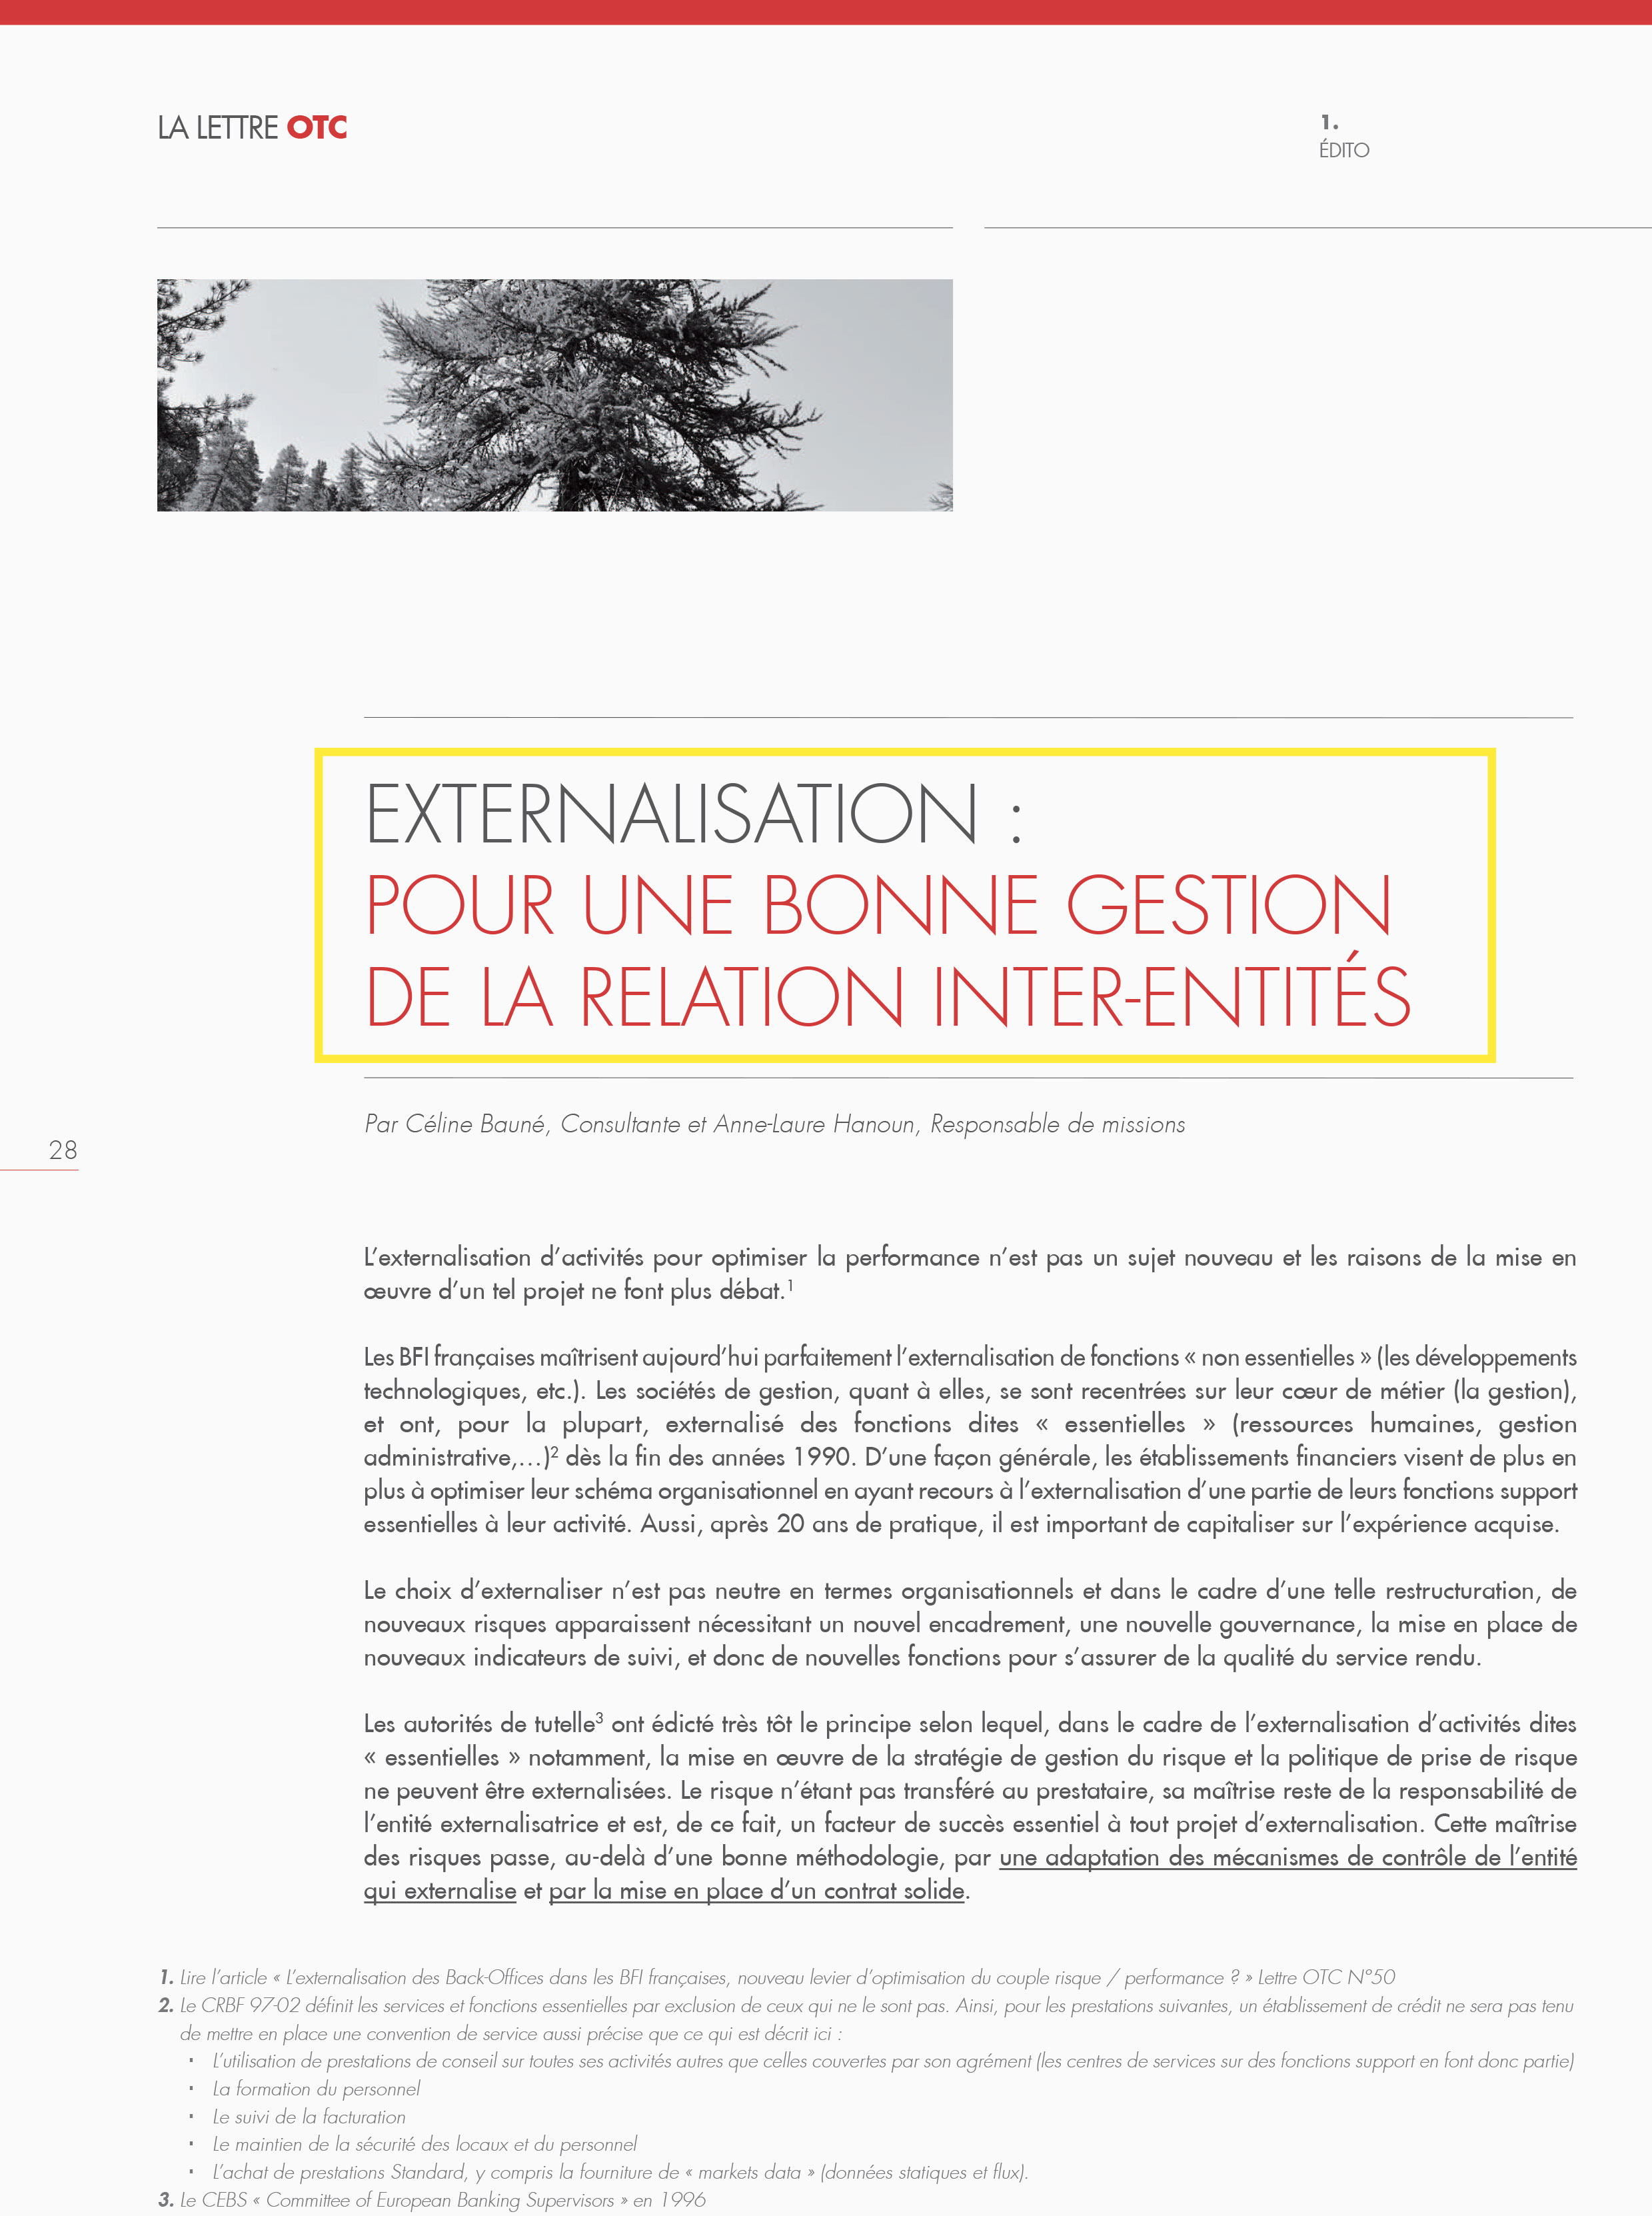 LA LETTRE OTC
1.
ÉDITO
EXTERNALISATION :
POUR UNE BONNE GESTION
DE LA RELATION INTER-ENTITÉS
Par Céline Bauné, Consultante et Anne-Laure Hanoun, Responsable de missions
28
L’externalisation d’activités pour optimiser la performance n’est pas un sujet nouveau et les raisons de la mise en
œuvre d’un tel projet ne font plus débat.1
Les BFI françaises maîtrisent aujourd’hui parfaitement l’externalisation de fonctions « non essentielles » (les développements
technologiques, etc.). Les sociétés de gestion, quant à elles, se sont recentrées sur leur cœur de métier (la gestion),
et ont, pour la plupart, externalisé des fonctions dites « essentielles » (ressources humaines, gestion
administrative,…)2 dès la fin des années 1990. D’une façon générale, les établissements financiers visent de plus en
plus à optimiser leur schéma organisationnel en ayant recours à l’externalisation d’une partie de leurs fonctions support
essentielles à leur activité. Aussi, après 20 ans de pratique, il est important de capitaliser sur l’expérience acquise.
Le choix d’externaliser n’est pas neutre en termes organisationnels et dans le cadre d’une telle restructuration, de
nouveaux risques apparaissent nécessitant un nouvel encadrement, une nouvelle gouvernance, la mise en place de
nouveaux indicateurs de suivi, et donc de nouvelles fonctions pour s’assurer de la qualité du service rendu.
Les autorités de tutelle3 ont édicté très tôt le principe selon lequel, dans le cadre de l’externalisation d’activités dites
« essentielles » notamment, la mise en œuvre de la stratégie de gestion du risque et la politique de prise de risque
ne peuvent être externalisées. Le risque n’étant pas transféré au prestataire, sa maîtrise reste de la responsabilité de
l’entité externalisatrice et est, de ce fait, un facteur de succès essentiel à tout projet d’externalisation. Cette maîtrise
des risques passe, au-delà d’une bonne méthodologie, par une adaptation des mécanismes de contrôle de l’entité
qui externalise et par la mise en place d’un contrat solide.
1. Lire l’article « L’externalisation des Back-Offices dans les BFI françaises, nouveau levier d’optimisation du couple risque / performance ? » Lettre OTC N°50
2. Le CRBF 97-02 définit les services et fonctions essentielles par exclusion de ceux qui ne le sont pas. Ainsi, pour les prestations suivantes, un établissement de crédit ne sera pas tenu
de mettre en place une convention de service aussi précise que ce qui est décrit ici :
• L’utilisation de prestations de conseil sur toutes ses activités autres que celles couvertes par son agrément (les centres de services sur des fonctions support en font donc partie)
• La formation du personnel
• Le suivi de la facturation
• Le maintien de la sécurité des locaux et du personnel
• L’achat de prestations Standard, y compris la fourniture de « markets data » (données statiques et flux).
3. Le CEBS « Committee of European Banking Supervisors » en 1996